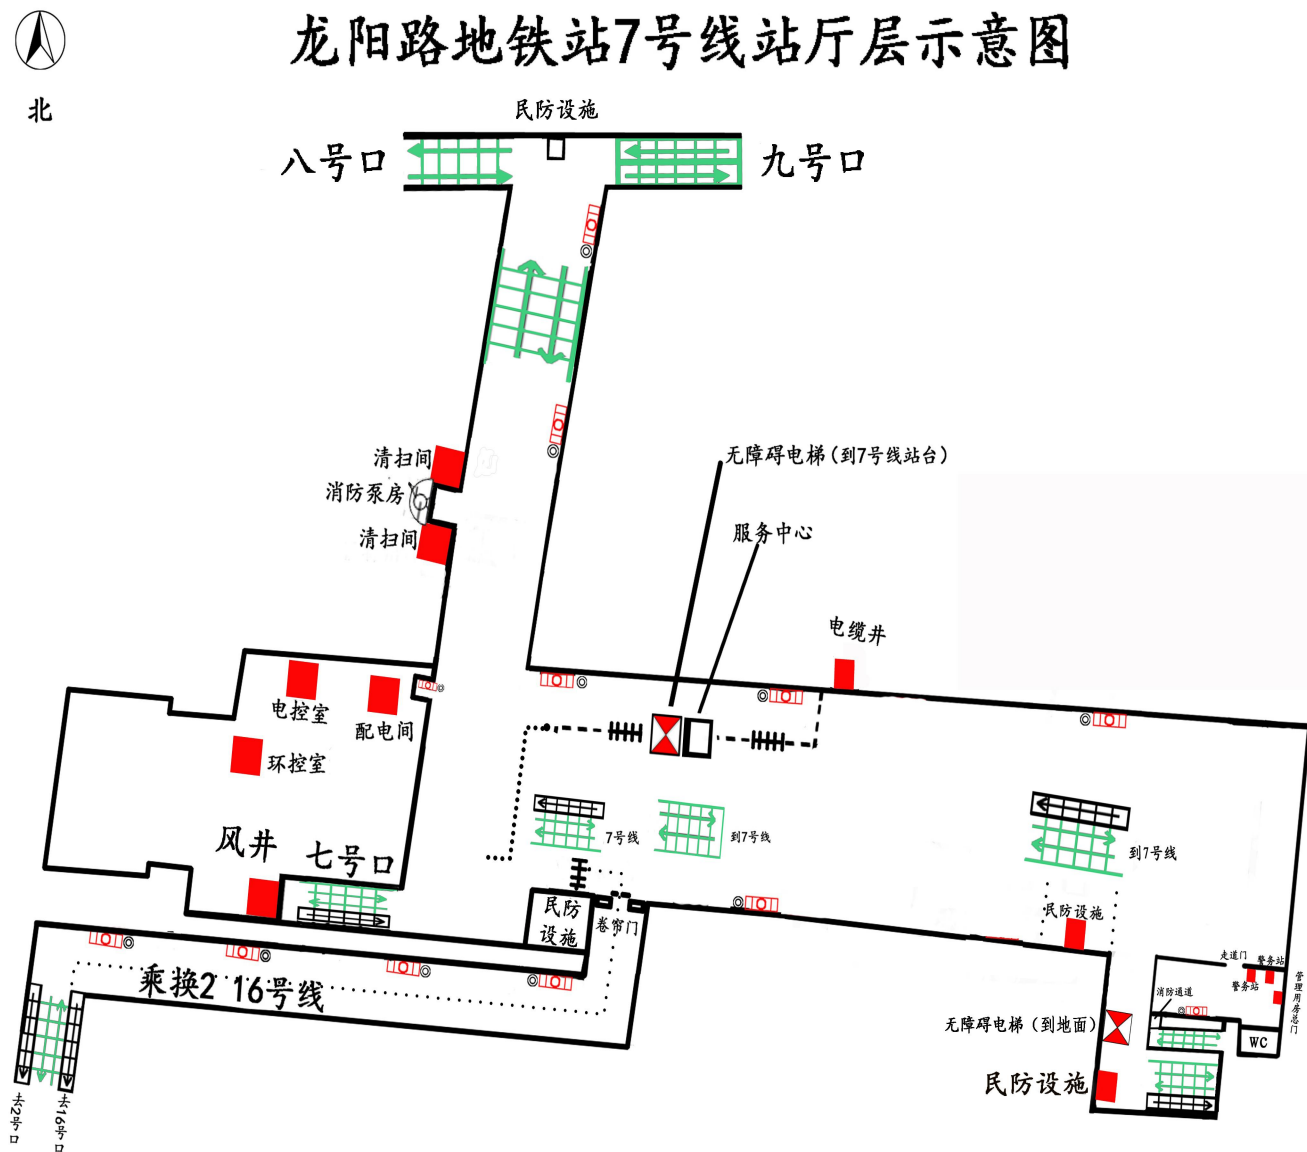 龙阳路地铁站7号线站厅层示意图
北
民防设施
八号口
九号口
清扫间
消防泵房
清扫间
无障碍电梯（到7号线站台）
服务中心
电缆井
电控室
配电间
环控室
风井
七号口
7号线
到7号线
到7号线
民防
设施
卷帘门
民防设施
乘换2 16号线
走道门
警务站
警务站
管理用房总门
消防通道
无障碍电梯（到地面）
WC
民防设施
去2号口
去16号口